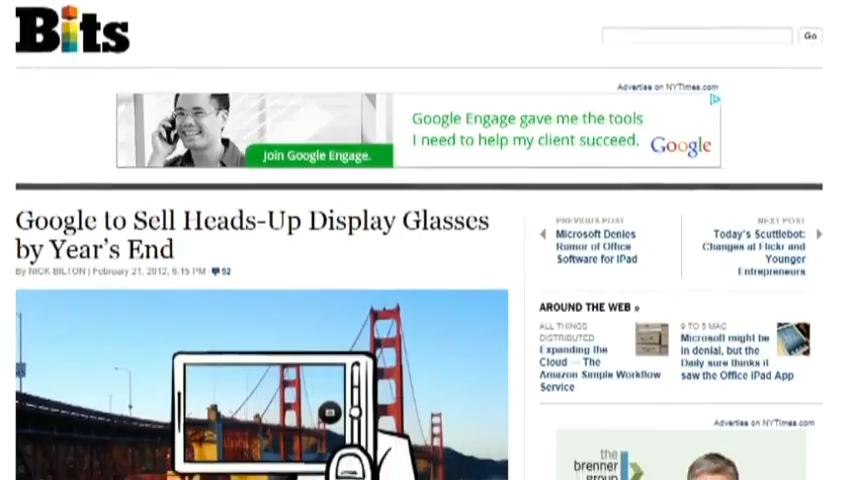 Bits
Go
Advertise on NYTimes.com
Google Engage gave me the tools
I need to help my client succeed.
Google
Join Google Engage.
Google to Sell Heads-Up Display Glasses
by Year's End
By NICK BILTON | February 21, 2012, 6:15 PM 52
PREVIOUS POST
Microsoft Denies
Rumor of Office
Software for iPad
NEXT POST
Today's Scuttlebot:
Changes at Flickr and
Younger
Entrepreneurs
AROUND THE WEB »
ALL THINGS
DISTRIBUTED
Expanding the
Cloud — The
Amazon Simple Workflow
Service
9 TO 5 MAC
Microsoft might be
in denial, but the
Daily sure thinks it
saw the Office iPad App
Advertise on NYTimes.com
the
brenner
group